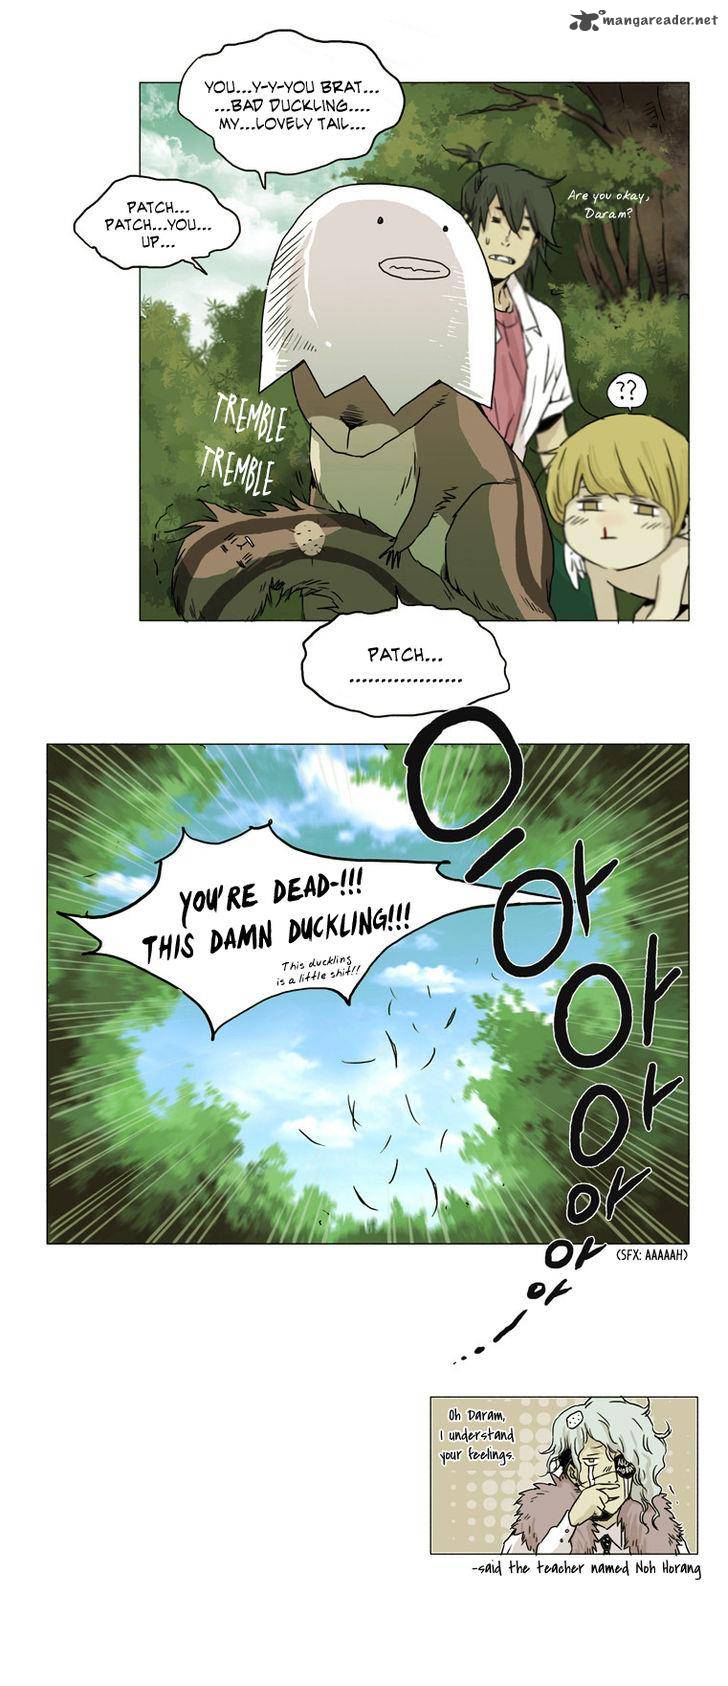 mangareader.net
YOU...Y-Y-YOU BRAT...
...BAD DUCKLING....
MY...LOVELY TAIL...
PATCH...
PATCH...YOU...
UP...
Are you okay,
Daram?
??
TREMBLE
TREMBLE
PATCH...
...................
으아아아아아아
YOU'RE DEAD-!!!
THIS DAMN DUCKLING!!!
This duckling
is a little shit!!
(SFX: AAAAAH)
Oh Daram,
I understand
your feelings.
-said the teacher named Noh Horang